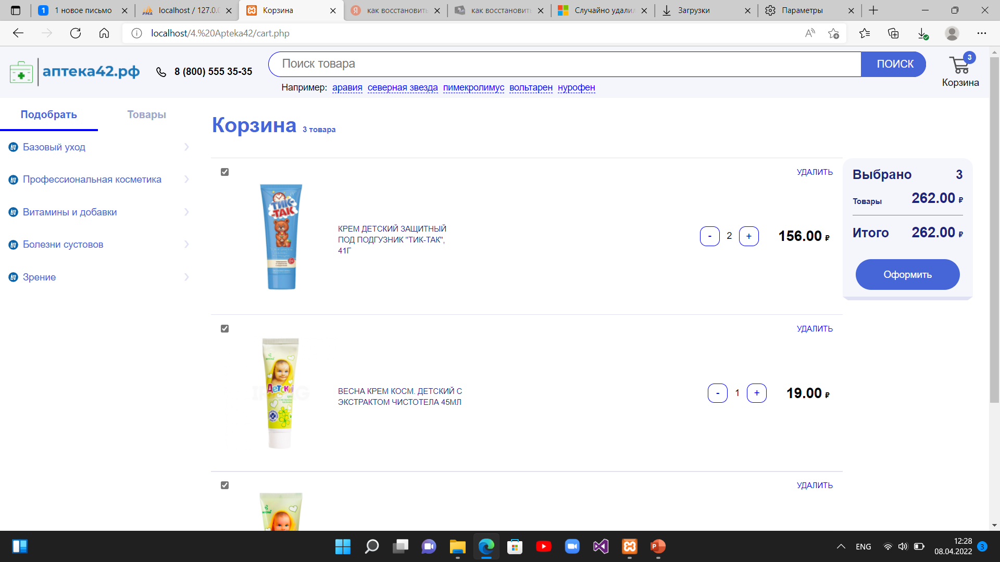 1 новое письмо
localhost / 127.0.0
Корзина
как восстановить
как восстановить
Случайно удалил
Загрузки
Параметры
localhost/4.%20Apteka42/cart.php
аптека42.рф
8 (800) 555 35-35
Поиск товара
ПОИСК
3
Корзина
Например: аравия северная звезда пимекролимус вольтарен нурофен
Подобрать
Товары
Базовый уход
Профессиональная косметика
Витамины и добавки
Болезни суставов
Зрение
Корзина 3 товара
УДАЛИТЬ
ТИК-ТАК
КРЕМ ДЕТСКИЙ ЗАЩИТНЫЙ
ПОД ПОДГУЗНИК "ТИК-ТАК",
41Г
- 2 +
156.00 ₽
УДАЛИТЬ
Детский
ВЕСНА КРЕМ КОСМ. ДЕТСКИЙ С
ЭКСТРАКТОМ ЧИСТОТЕЛА 45МЛ
- 1 +
19.00 ₽
УДАЛИТЬ
Выбрано 3
Товары 262.00 ₽
Итого 262.00 ₽
Оформить
ENG
12:28
08.04.2022
3